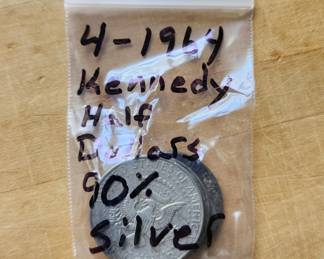 4-1964
Kennedy
Half
Dollars
90%
Silver